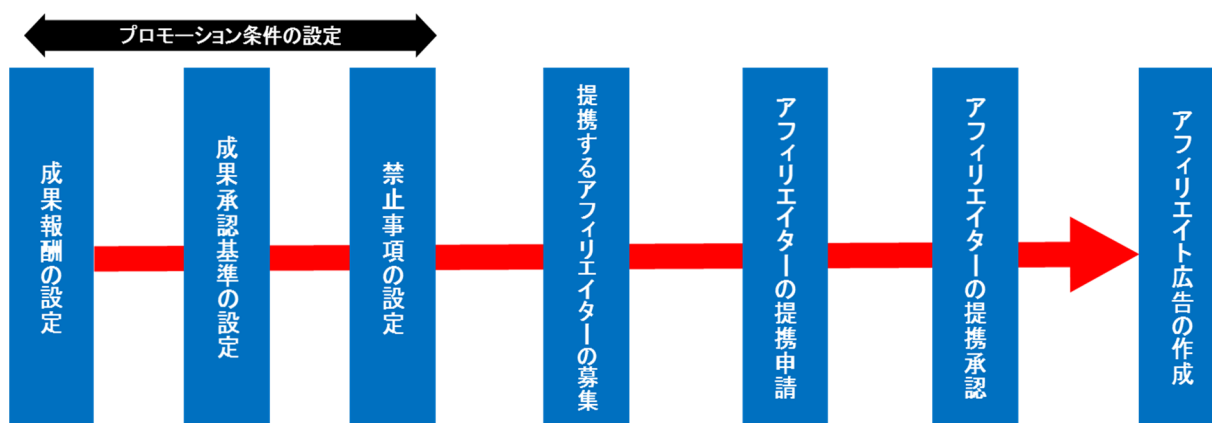 プロモーション条件の設定
成果報酬の設定
成果承認基準の設定
禁止事項の設定
提携するアフィリエイターの募集
アフィリエイターの提携申請
アフィリエイターの提携承認
アフィリエイト広告の作成